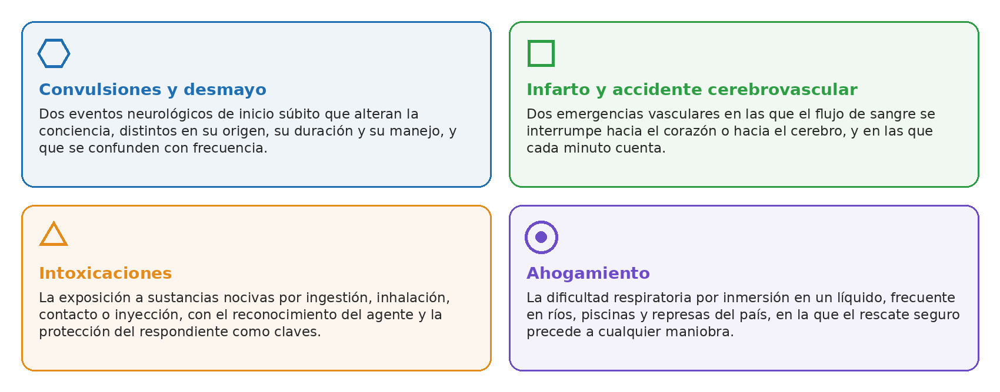 Convulsiones y desmayo
Dos eventos neurológicos de inicio súbito que alteran la
conciencia, distintos en su origen, su duración y su manejo, y
que se confunden con frecuencia.
Infarto y accidente cerebrovascular
Dos emergencias vasculares en las que el flujo de sangre se
interrumpe hacia el corazón o hacia el cerebro, y en las que
cada minuto cuenta.
Intoxicaciones
La exposición a sustancias nocivas por ingestión, inhalación,
contacto o inyección, con el reconocimiento del agente y la
protección del respondiente como claves.
Ahogamiento
La dificultad respiratoria por inmersión en un líquido, frecuente
en ríos, piscinas y represas del país, en la que el rescate seguro
precede a cualquier maniobra.